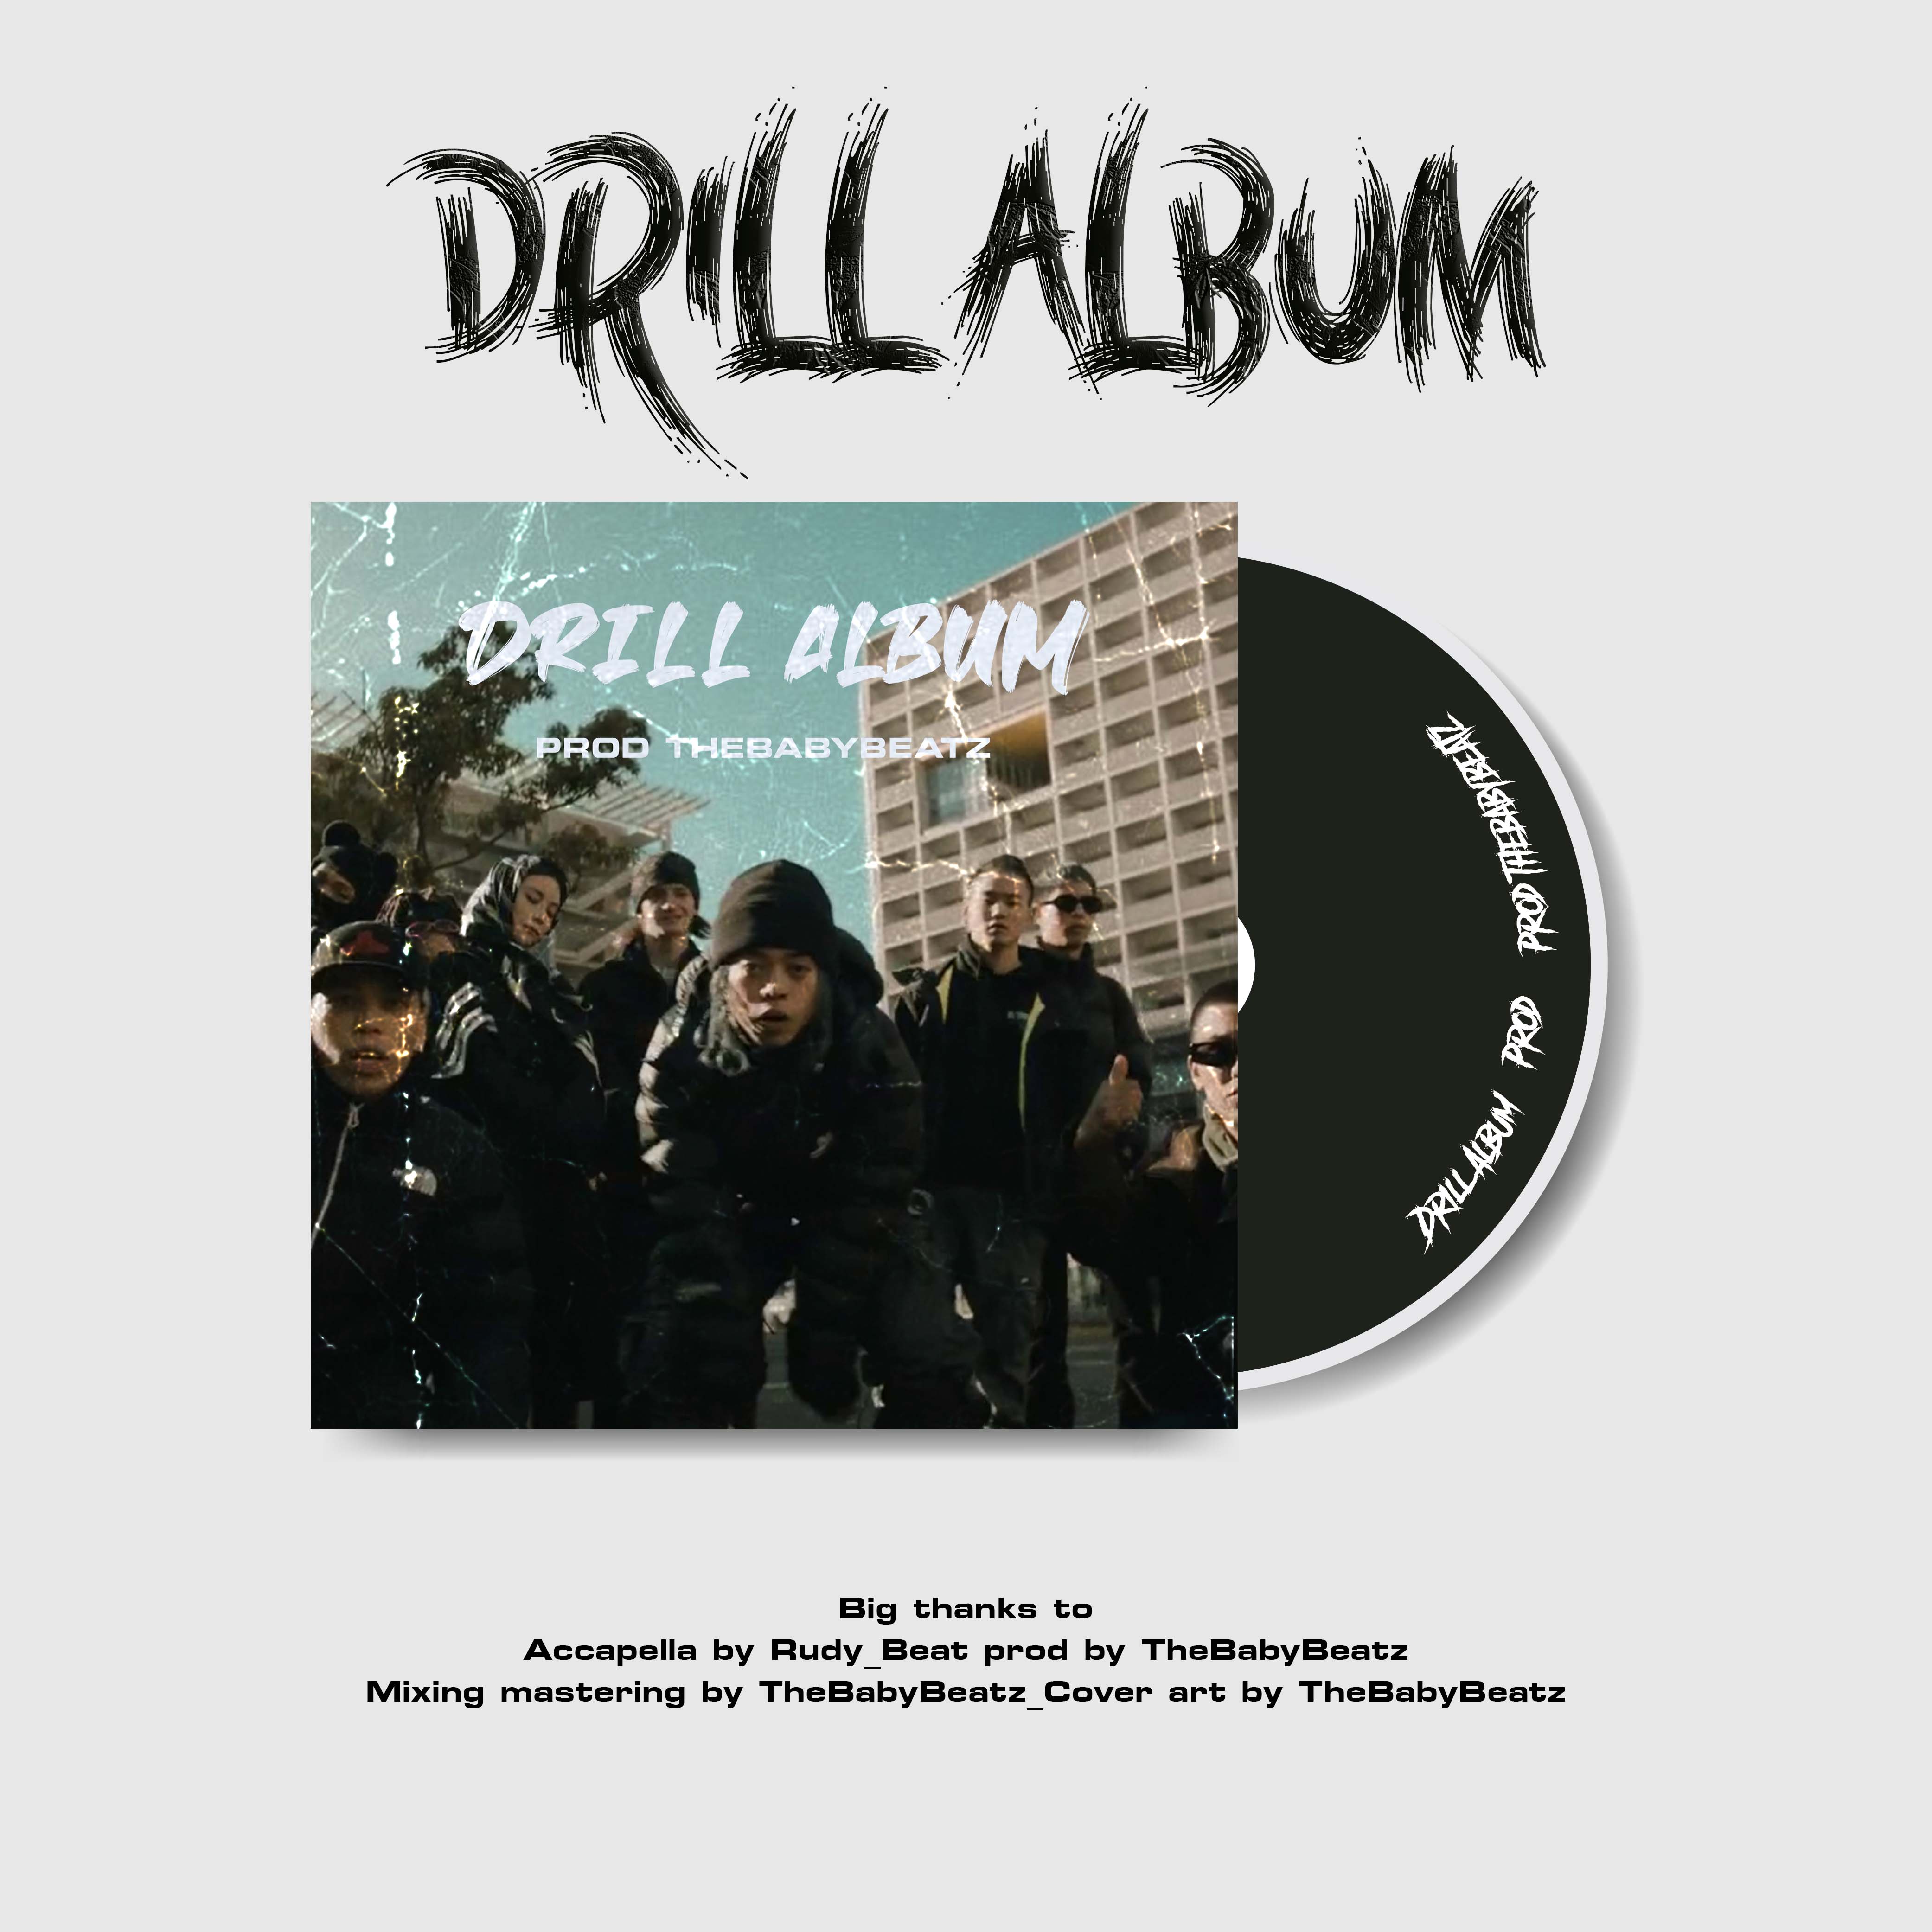 DRILL ALBUM
DRILL ALBUM
PROD THEBABYBEATZ
PROD THEBABYBEATZ
DRILL ALBUM PROD
Big thanks to
Accapella by Rudy_Beat prod by TheBabyBeatz
Mixing mastering by TheBabyBeatz_Cover art by TheBabyBeatz